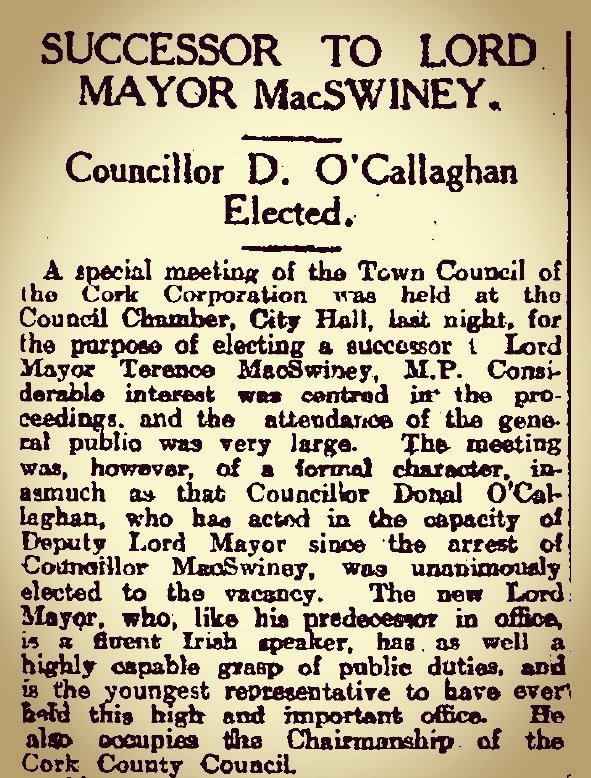 SUCCESSOR TO LORD
MAYOR MacSWINEY.
Councillor D. O'Callaghan
Elected.
A special meeting of the Town Council of
the Cork Corporation was held at the
Council Chamber, City Hall, last night, for
the purpose of electing a successor t Lord
Mayor Terence MacSwiney, M.P. Consi-
derable interest was centred in the pro-
ceedings, and the attendance of the gene-
ral public was very large. The meeting
was, however, of a formal character, in-
asmuch as that Councillor Donal O'Cal-
laghan, who has acted in the capacity of
Deputy Lord Mayor since the arrest of
Councillor MacSwiney, was unanimously
elected to the vacancy. The new Lord
Mayor, who, like his predecessor in office,
is a fluent Irish speaker, has as well a
highly capable grasp of public duties, and
is the youngest representative to have ever
held this high and important office. He
also occupies the Chairmanship of the
Cork County Council.